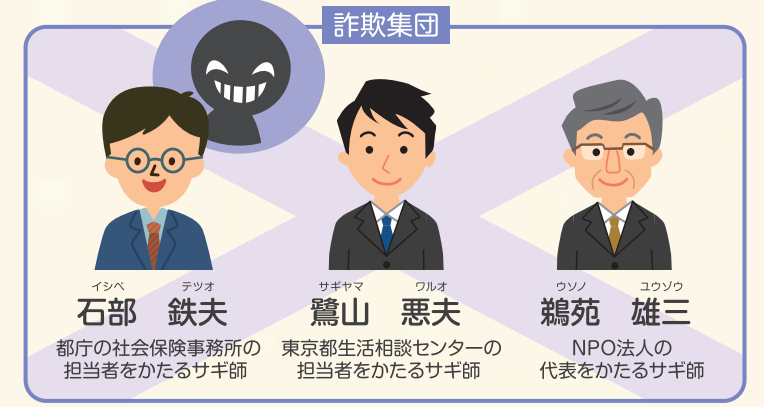 詐欺集団
イシベ テツオ
石部 鉄夫
都庁の社会保険事務所の
担当者をかたるサギ師
サギヤマ ワルオ
鷺山 悪夫
東京都生活相談センターの
担当者をかたるサギ師
ウソノ ユウゾウ
鵜苑 雄三
NPO法人の
代表をかたるサギ師